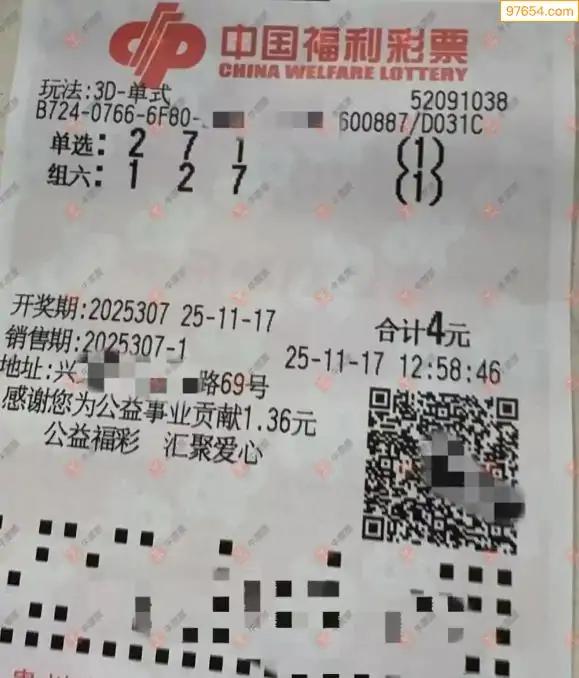 97654.com
中国福利彩票
CHINA WELFARE LOTTERY
玩法:3D-单式
52091038
B724-0766-6F80- 600887/D031C
单选: 2 7 1 (1)
组六: 1 2 7 (1)
开奖期:2025307 25-11-17
合计4元
销售期:2025307-1
25-11-17 12:58:46
地址:兴 路69号
感谢您为公益事业贡献1.36元
公益福彩 汇聚爱心